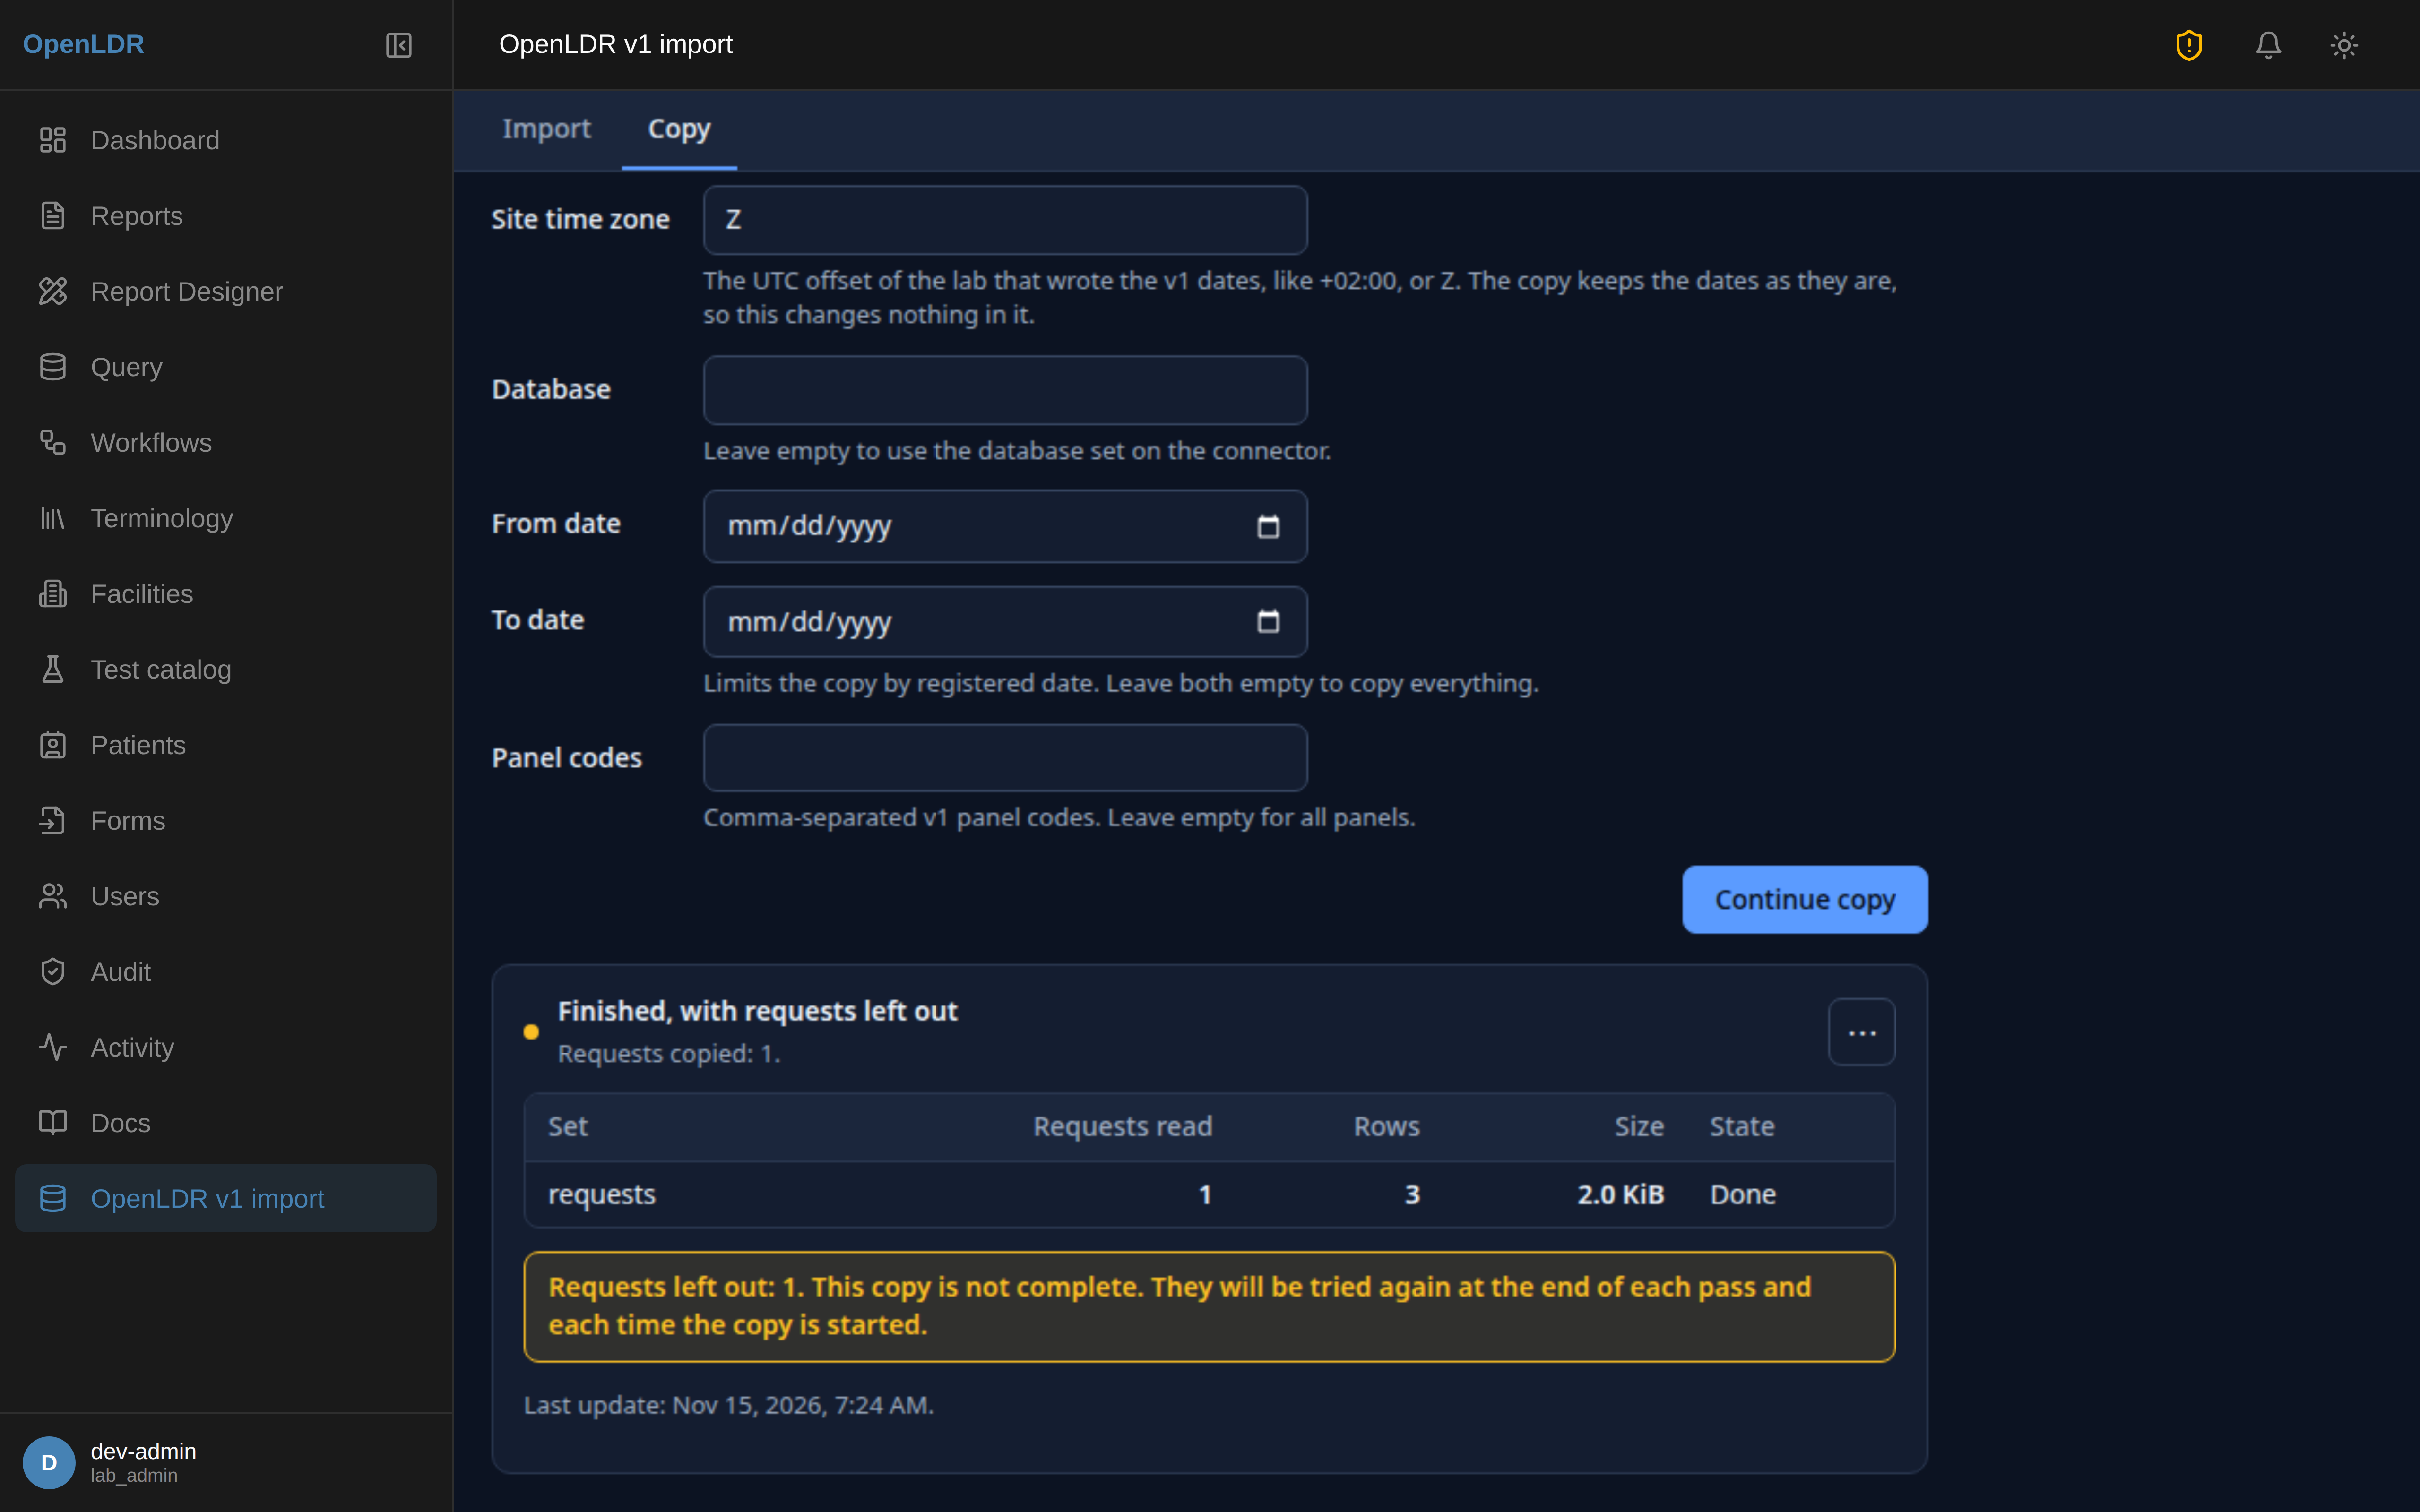 OpenLDR
OpenLDR v1 import
Dashboard
Reports
Report Designer
Query
Workflows
Terminology
Facilities
Test catalog
Patients
Forms
Users
Audit
Activity
Docs
OpenLDR v1 import
D
dev-admin
lab_admin
Import
Copy
Site time zone
Z
The UTC offset of the lab that wrote the v1 dates, like +02:00, or Z. The copy keeps the dates as they are,
so this changes nothing in it.
Database
Leave empty to use the database set on the connector.
From date
mm/dd/yyyy
To date
mm/dd/yyyy
Limits the copy by registered date. Leave both empty to copy everything.
Panel codes
Comma-separated v1 panel codes. Leave empty for all panels.
Continue copy
Finished, with requests left out
Requests copied: 1.
...
Set Requests read Rows Size State
requests 1 3 2.0 KiB Done
Requests left out: 1. This copy is not complete. They will be tried again at the end of each pass and
each time the copy is started.
Last update: Nov 15, 2026, 7:24 AM.